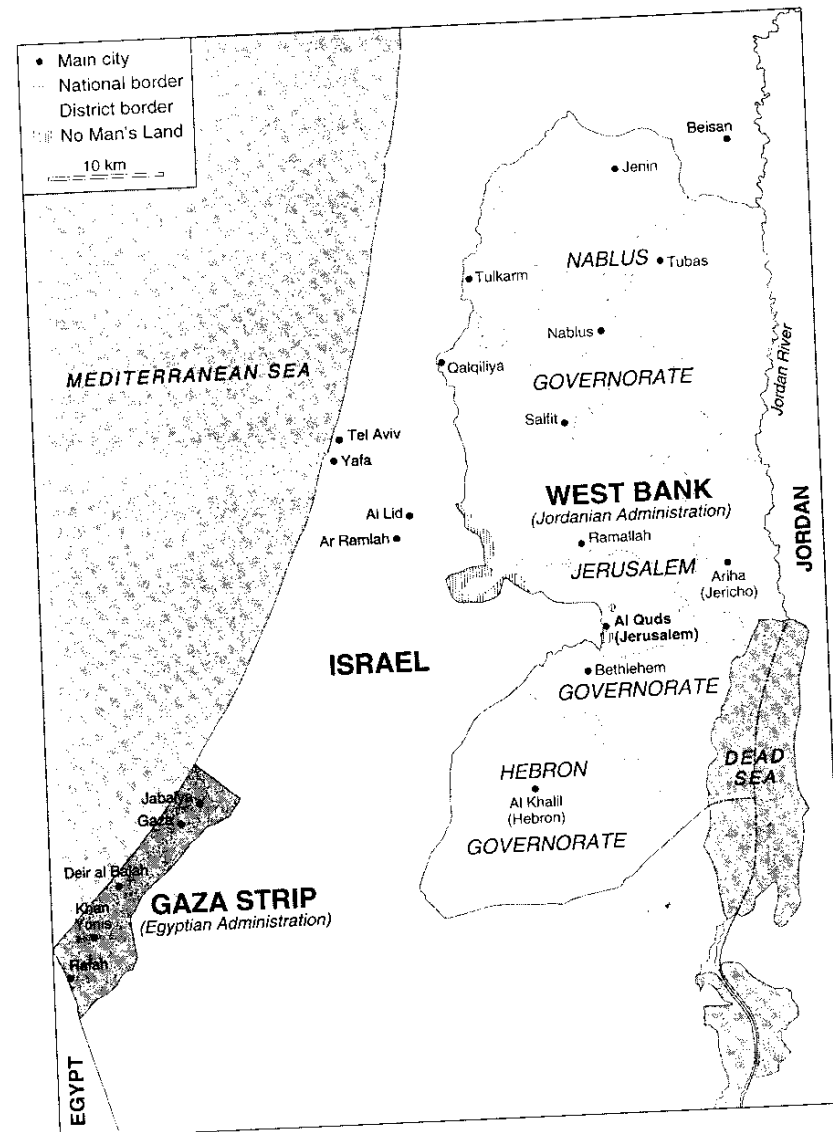 Main city
National border
District border
No Man's Land
10 km
Beisan
Jenin
NABLUS
Tubas
Tulkarm
Nablus
Jordan River
MEDITERRANEAN SEA
Qalqiliya
GOVERNORATE
Salfit
Tel Aviv
Yafa
WEST BANK
(Jordanian Administration)
Al Lid
Ar Ramlah
Ramallah
JORDAN
JERUSALEM
Ariha
(Jericho)
Al Quds
(Jerusalem)
ISRAEL
Bethlehem
GOVERNORATE
DEAD
SEA
HEBRON
Al Khalil
(Hebron)
GOVERNORATE
Jabalya
Gaza
Deir al Balah
GAZA STRIP
(Egyptian Administration)
Khan
Yonis
Rafah
EGYPT